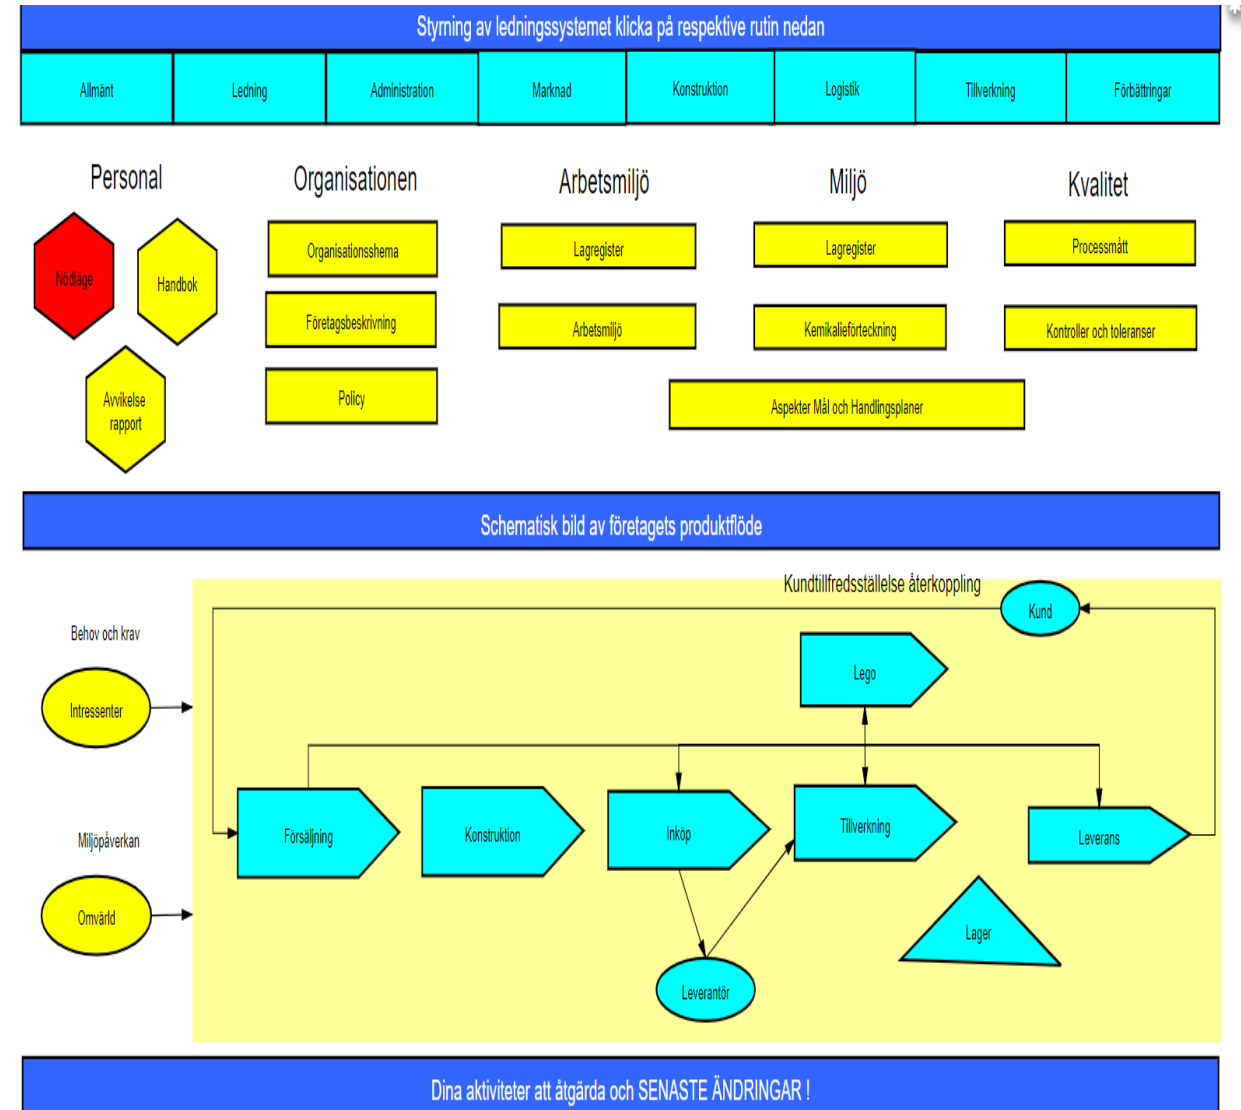 Styrning av ledningssystemet klicka på respektive rutin nedan
Allmänt
Ledning
Administration
Marknad
Konstruktion
Logistik
Tillverkning
Förbättringar
Personal
Organisationen
Arbetsmiljö
Miljö
Kvalitet
Nödläge
Handbok
Avvikelse
rapport
Organisationsshema
Företagsbeskrivning
Policy
Lagregister
Arbetsmiljö
Lagregister
Kemikalieförteckning
Processmått
Kontroller och toleranser
Aspekter Mål och Handlingsplaner
Schematisk bild av företagets produktflöde
Kundtillfredsställelse återkoppling
Kund
Behov och krav
Intressenter
Lego
Försäljning
Konstruktion
Inköp
Tillverkning
Leverans
Miljöpåverkan
Omvärld
Lager
Leverantör
Dina aktiviteter att åtgärda och SENASTE ÄNDRINGAR !